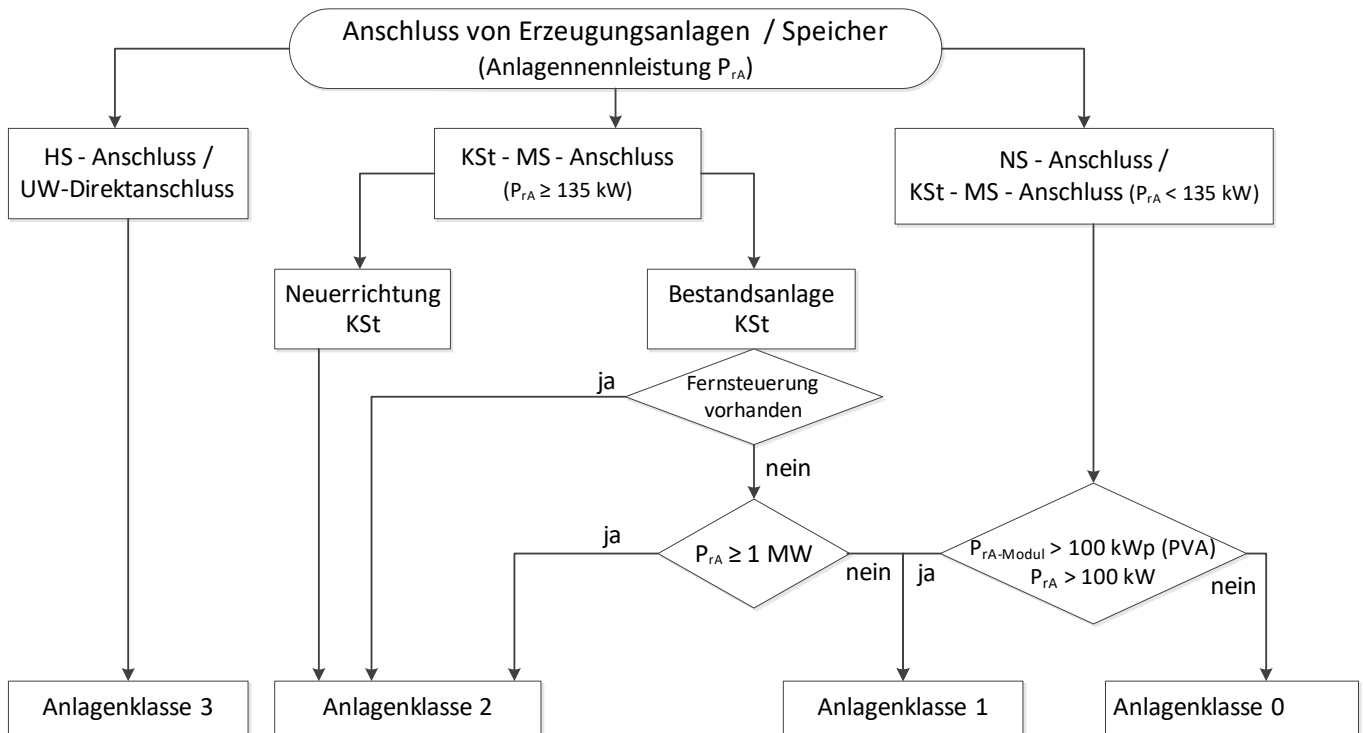 Anschluss von Erzeugungsanlagen / Speicher
(Anlagennennleistung PrA)
HS - Anschluss /
UW-Direktanschluss
KSt - MS - Anschluss
(PrA ≥ 135 kW)
NS - Anschluss /
KSt - MS - Anschluss (PrA < 135 kW)
Neuerrichtung
KSt
Bestandsanlage
KSt
ja
Fernsteuerung
vorhanden
nein
ja
PrA ≥ 1 MW
nein
ja
PrA-Modul > 100 kWp (PVA)
PrA > 100 kW
nein
Anlagenklasse 3
Anlagenklasse 2
Anlagenklasse 1
Anlagenklasse 0